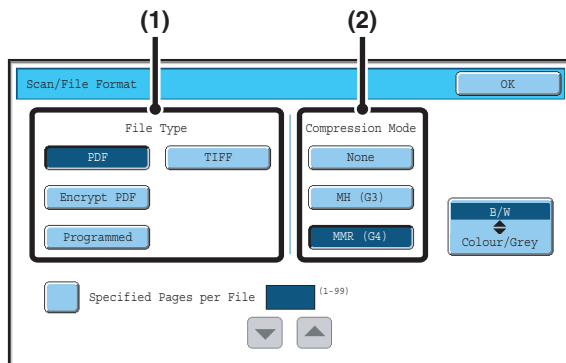 (1) (2)
Scan/File Format OK
File Type Compression Mode
PDF TIFF None
Encrypt PDF MH (G3)
Programmed MMR (G4)
B/W
Colour/Grey
Specified Pages per File (1-99)